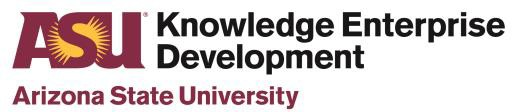 ASU® Knowledge Enterprise
Development
Arizona State University